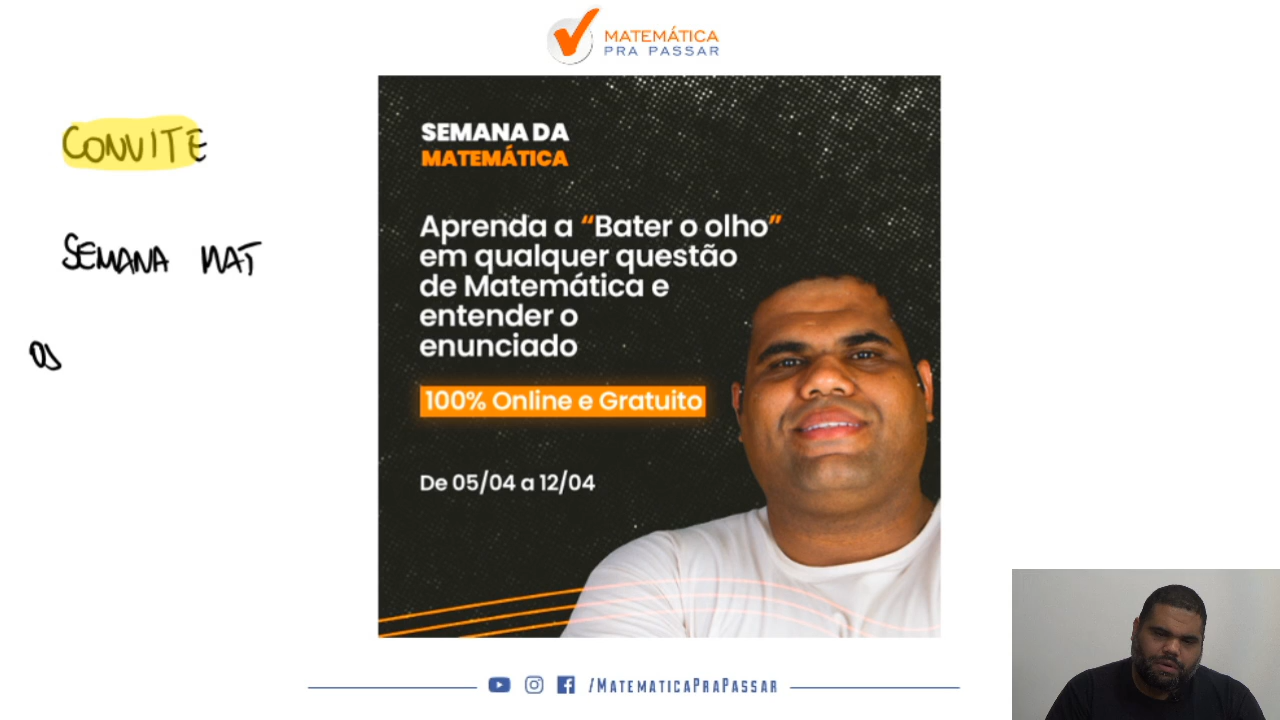 MATEMÁTICA
PRA PASSAR
CONVITE
SEMANA MAT
05
SEMANA DA
MATEMÁTICA
Aprenda a “Bater o olho”
em qualquer questão
de Matemática e
entender o
enunciado
100% Online e Gratuito
De 05/04 a 12/04
/MATEMATICAPRAPASSAR